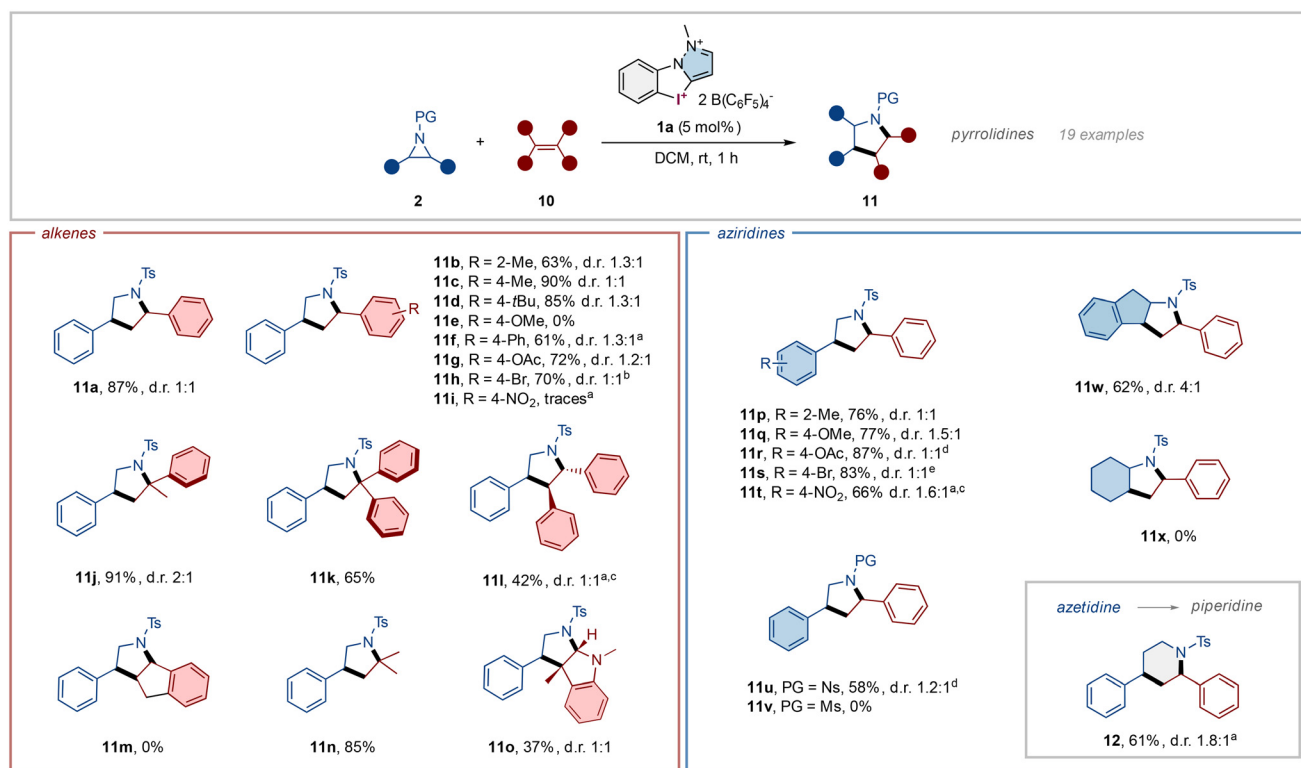 PG
N
2
+
10
N⁺
N
I⁺
2 B(C₆F₅)₄⁻
1a (5 mol%)
DCM, rt, 1 h
PG
N
11
pyrrolidines 19 examples
alkenes
Ts
N
11a, 87%, d.r. 1:1
Ts
N
R
11b, R = 2-Me, 63%, d.r. 1.3:1
11c, R = 4-Me, 90% d.r. 1:1
11d, R = 4-tBu, 85% d.r. 1.3:1
11e, R = 4-OMe, 0%
11f, R = 4-Ph, 61% d.r. 1.3:1ᵃ
11g, R = 4-OAc, 72% d.r. 1.2:1
11h, R = 4-Br, 70% d.r. 1:1ᵇ
11i, R = 4-NO₂, tracesᵃ
Ts
N
11j, 91%, d.r. 2:1
Ts
N
11k, 65%
Ts
N
11l, 42%, d.r. 1:1ᵃ,ᶜ
Ts
N
11m, 0%
Ts
N
11n, 85%
Ts
N
H
N
11o, 37%, d.r. 1:1
aziridines
Ts
N
R
11p, R = 2-Me, 76%, d.r. 1:1
11q, R = 4-OMe, 77%, d.r. 1.5:1
11r, R = 4-OAc, 87%, d.r. 1:1ᵈ
11s, R = 4-Br, 83%, d.r. 1:1ᵉ
11t, R = 4-NO₂, 66% d.r. 1.6:1ᵃ,ᶜ
Ts
N
11w, 62%, d.r. 4:1
Ts
N
11x, 0%
PG
N
11u, PG = Ns, 58%, d.r. 1.2:1ᵈ
11v, PG = Ms, 0%
azetidine piperidine
N
Ts
12, 61%, d.r. 1.8:1ᵃ